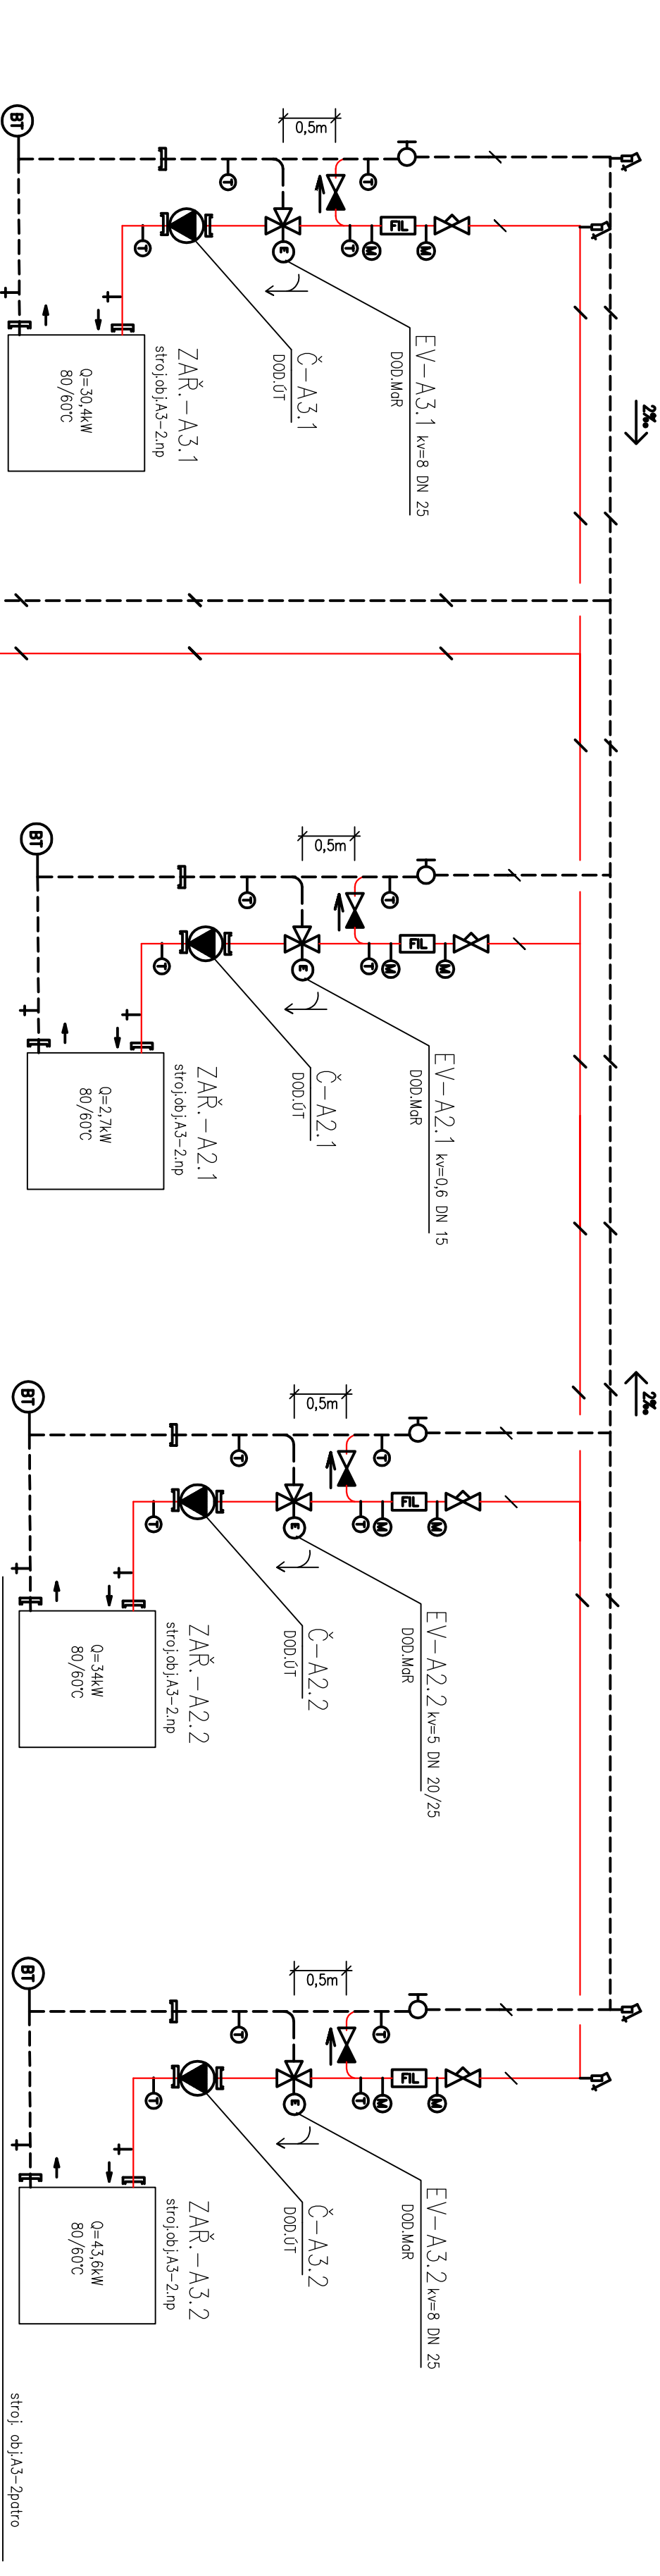 2‰
2‰
BT
0,5m
T
T
T
T
M
FIL
M
E
EV-A3.1 kv=8 DN 25
DOD.MaR
Č-A3.1
DOD.ÚT
ZAŘ.-A3.1
stroj.obj.A3-2.np
Q=30,4kW
80/60°C
BT
0,5m
T
T
T
T
M
FIL
M
E
EV-A2.1 kv=0,6 DN 15
DOD.MaR
Č-A2.1
DOD.ÚT
ZAŘ.-A2.1
stroj.obj.A3-2.np
Q=2,7kW
80/60°C
BT
0,5m
T
T
T
T
M
FIL
M
E
EV-A2.2 kv=5 DN 20/25
DOD.MaR
Č-A2.2
DOD.ÚT
ZAŘ.-A2.2
stroj.obj.A3-2.np
Q=34kW
80/60°C
BT
0,5m
T
T
T
T
M
FIL
M
E
EV-A3.2 kv=8 DN 25
DOD.MaR
Č-A3.2
DOD.ÚT
ZAŘ.-A3.2
stroj.obj.A3-2.np
Q=43,6kW
80/60°C
stroj. obj.A3-2patro